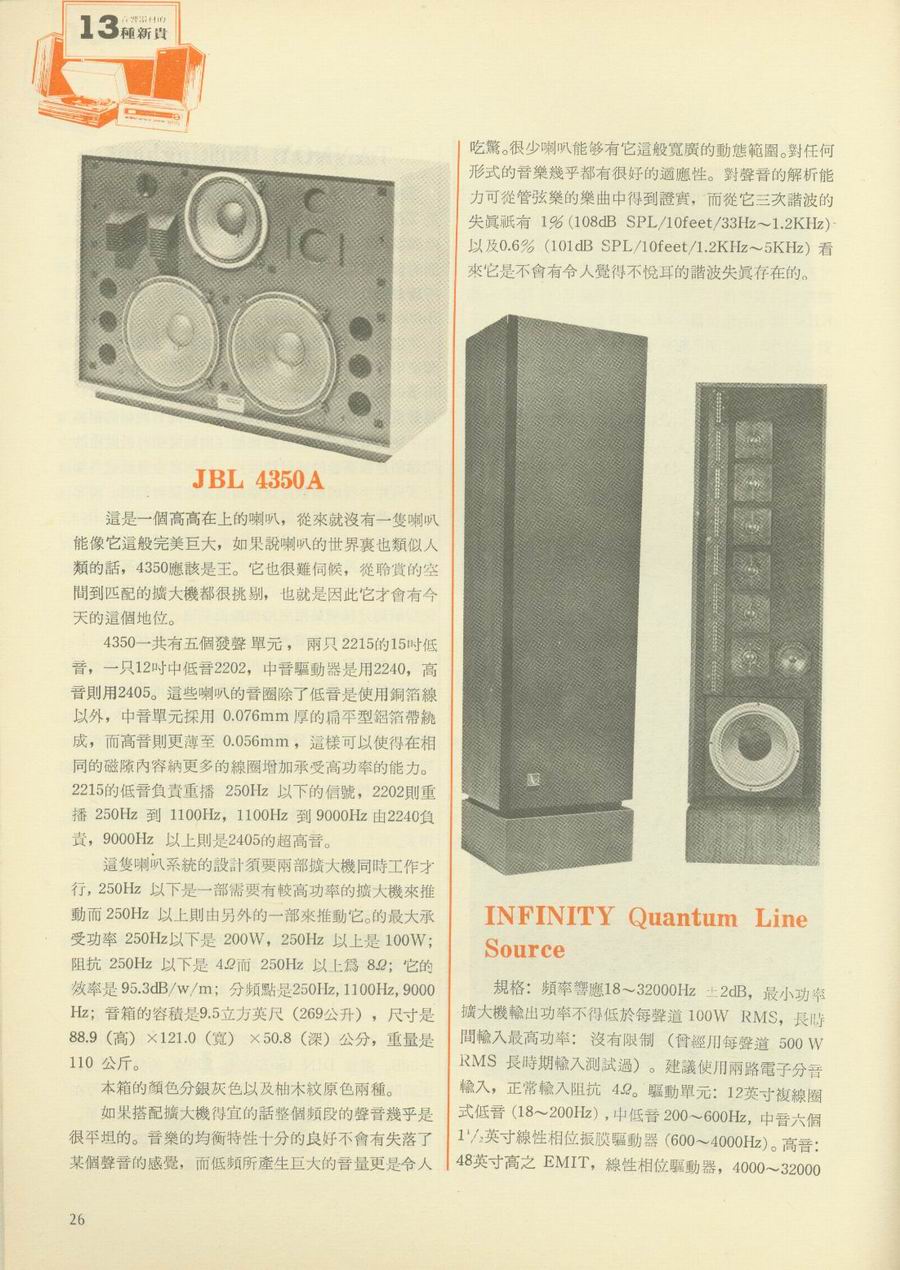 13
音響器材的
種新貴
JBL 4350A
這是一個高高在上的喇叭，從來就沒有一隻喇叭
能像它這般完美巨大，如果說喇叭的世界裏也類似人
類的話，4350應該是王。它也很難伺候，從聆賞的空
間到匹配的擴大機都很挑剔，也就是因此它才會有今
天的這個地位。
4350一共有五個發聲單元，兩只2215的15吋低
音，一只12吋中低音2202，中音驅動器是用2240，高
音則用2405。這些喇叭的音圈除了低音是使用銅箔線
以外，中音單元採用 0.076mm 厚的扁平型鋁箔帶繞
成，而高音則更薄至 0.056mm，這樣可以使得在相
同的磁隙內容納更多的線圈增加承受高功率的能力。
2215的低音負責重播 250Hz 以下的信號，2202則重
播 250Hz 到 1100Hz，1100Hz 到 9000Hz 由2240負
責，9000Hz 以上則是2405的超高音。
這隻喇叭系統的設計須要兩部擴大機同時工作才
行，250Hz 以下是一部需要有較高功率的擴大機來推
動而 250Hz 以上則由另外的一部來推動它。的最大承
受功率 250Hz以下是 200W，250Hz 以上是 100W；
阻抗 250Hz 以下是 4Ω而 250Hz 以上爲 8Ω；它的
效率是 95.3dB/w/m；分頻點是250Hz, 1100Hz, 9000
Hz；音箱的容積是9.5立方英尺（269公升），尺寸是
88.9（高）×121.0（寬）×50.8（深）公分，重量是
110 公斤。
本箱的顏色分銀灰色以及柚木紋原色兩種。
如果搭配擴大機得宜的話整個頻段的聲音幾乎是
很平坦的。音樂的均衡特性十分的良好不會有失落了
某個聲音的感覺，而低頻所產生巨大的音量更是令人
吃驚。很少喇叭能够有它這般寬廣的動態範圍。對任何
形式的音樂幾乎都有很好的適應性。對聲音的解析能
力可從管弦樂的樂曲中得到證實，而從它三次諧波的
失眞祇有 1%（108dB SPL/10feet/33Hz～1.2KHz）
以及0.6%（101dB SPL/10feet/1.2KHz～5KHz）看
來它是不會有令人覺得不悅耳的諧波失眞存在的。
INFINITY Quantum Line
Source
規格：頻率響應18～32000Hz ±2dB，最小功率
擴大機輸出功率不得低於每聲道 100W RMS，長時
間輸入最高功率：沒有限制（曾經用每聲道 500 W
RMS 長時期輸入測試過）。建議使用兩路電子分音
輸入，正常輸入阻抗 4Ω。驅動單元：12英寸複線圈
式低音（18～200Hz），中低音 200～600Hz，中音六個
1½英寸線性相位振膜驅動器（600～4000Hz）。高音：
48英寸高之 EMIT，線性相位驅動器，4000～32000
26